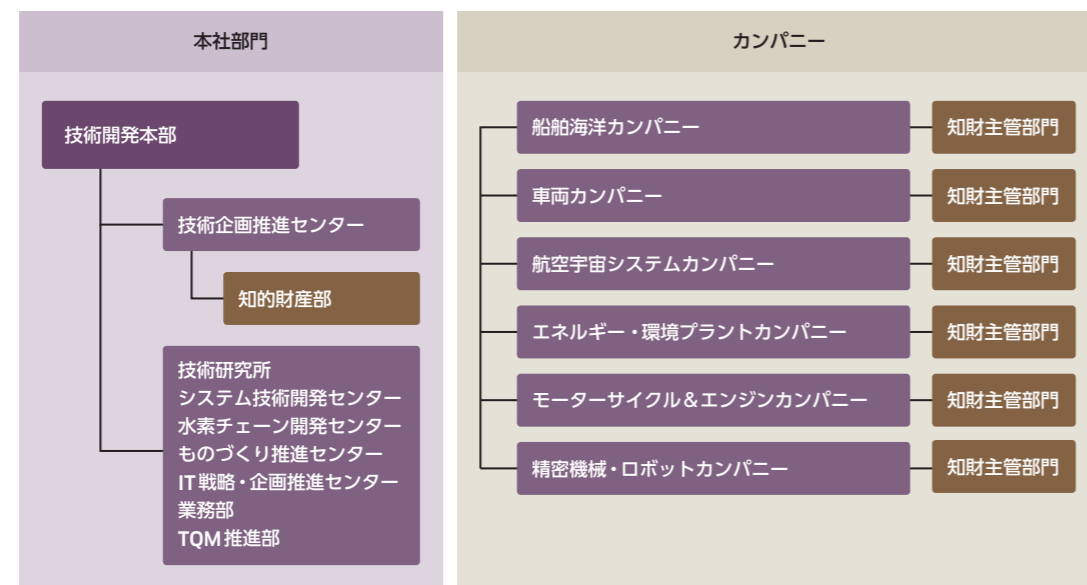 本社部門
技術開発本部
技術企画推進センター
知的財産部
技術研究所
システム技術開発センター
水素チェーン開発センター
ものづくり推進センター
IT戦略・企画推進センター
業務部
TQM推進部
カンパニー
船舶海洋カンパニー
知財主管部門
車両カンパニー
知財主管部門
航空宇宙システムカンパニー
知財主管部門
エネルギー・環境プラントカンパニー
知財主管部門
モーターサイクル&エンジンカンパニー
知財主管部門
精密機械・ロボットカンパニー
知財主管部門